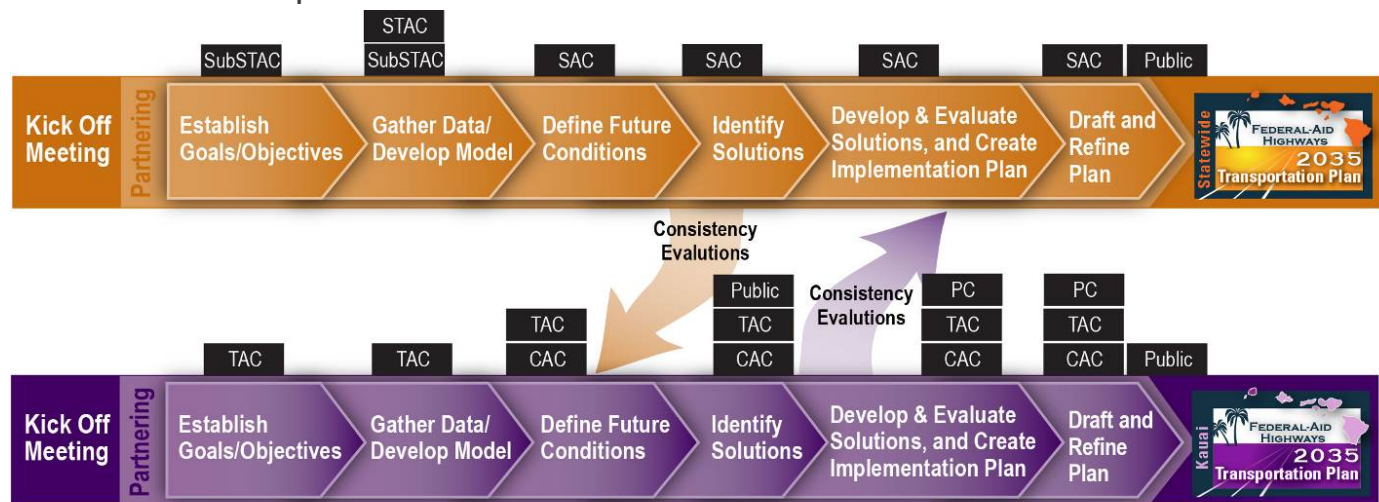 STAC
SubSTAC
SubSTAC
SAC
SAC
SAC
SAC
Public
Kick Off
Meeting
Partnering
Establish
Goals/Objectives
Gather Data/
Develop Model
Define Future
Conditions
Identify
Solutions
Develop & Evaluate
Solutions, and Create
Implementation Plan
Draft and
Refine
Plan
Statewide
FEDERAL-AID
HIGHWAYS
2035
Transportation Plan
Consistency
Evalutions
Consistency
Evalutions
TAC
TAC
TAC
CAC
Public
TAC
CAC
PC
TAC
CAC
PC
TAC
CAC
Public
Kick Off
Meeting
Partnering
Establish
Goals/Objectives
Gather Data/
Develop Model
Define Future
Conditions
Identify
Solutions
Develop & Evaluate
Solutions, and Create
Implementation Plan
Draft and
Refine
Plan
Kauai
FEDERAL-AID
HIGHWAYS
2035
Transportation Plan